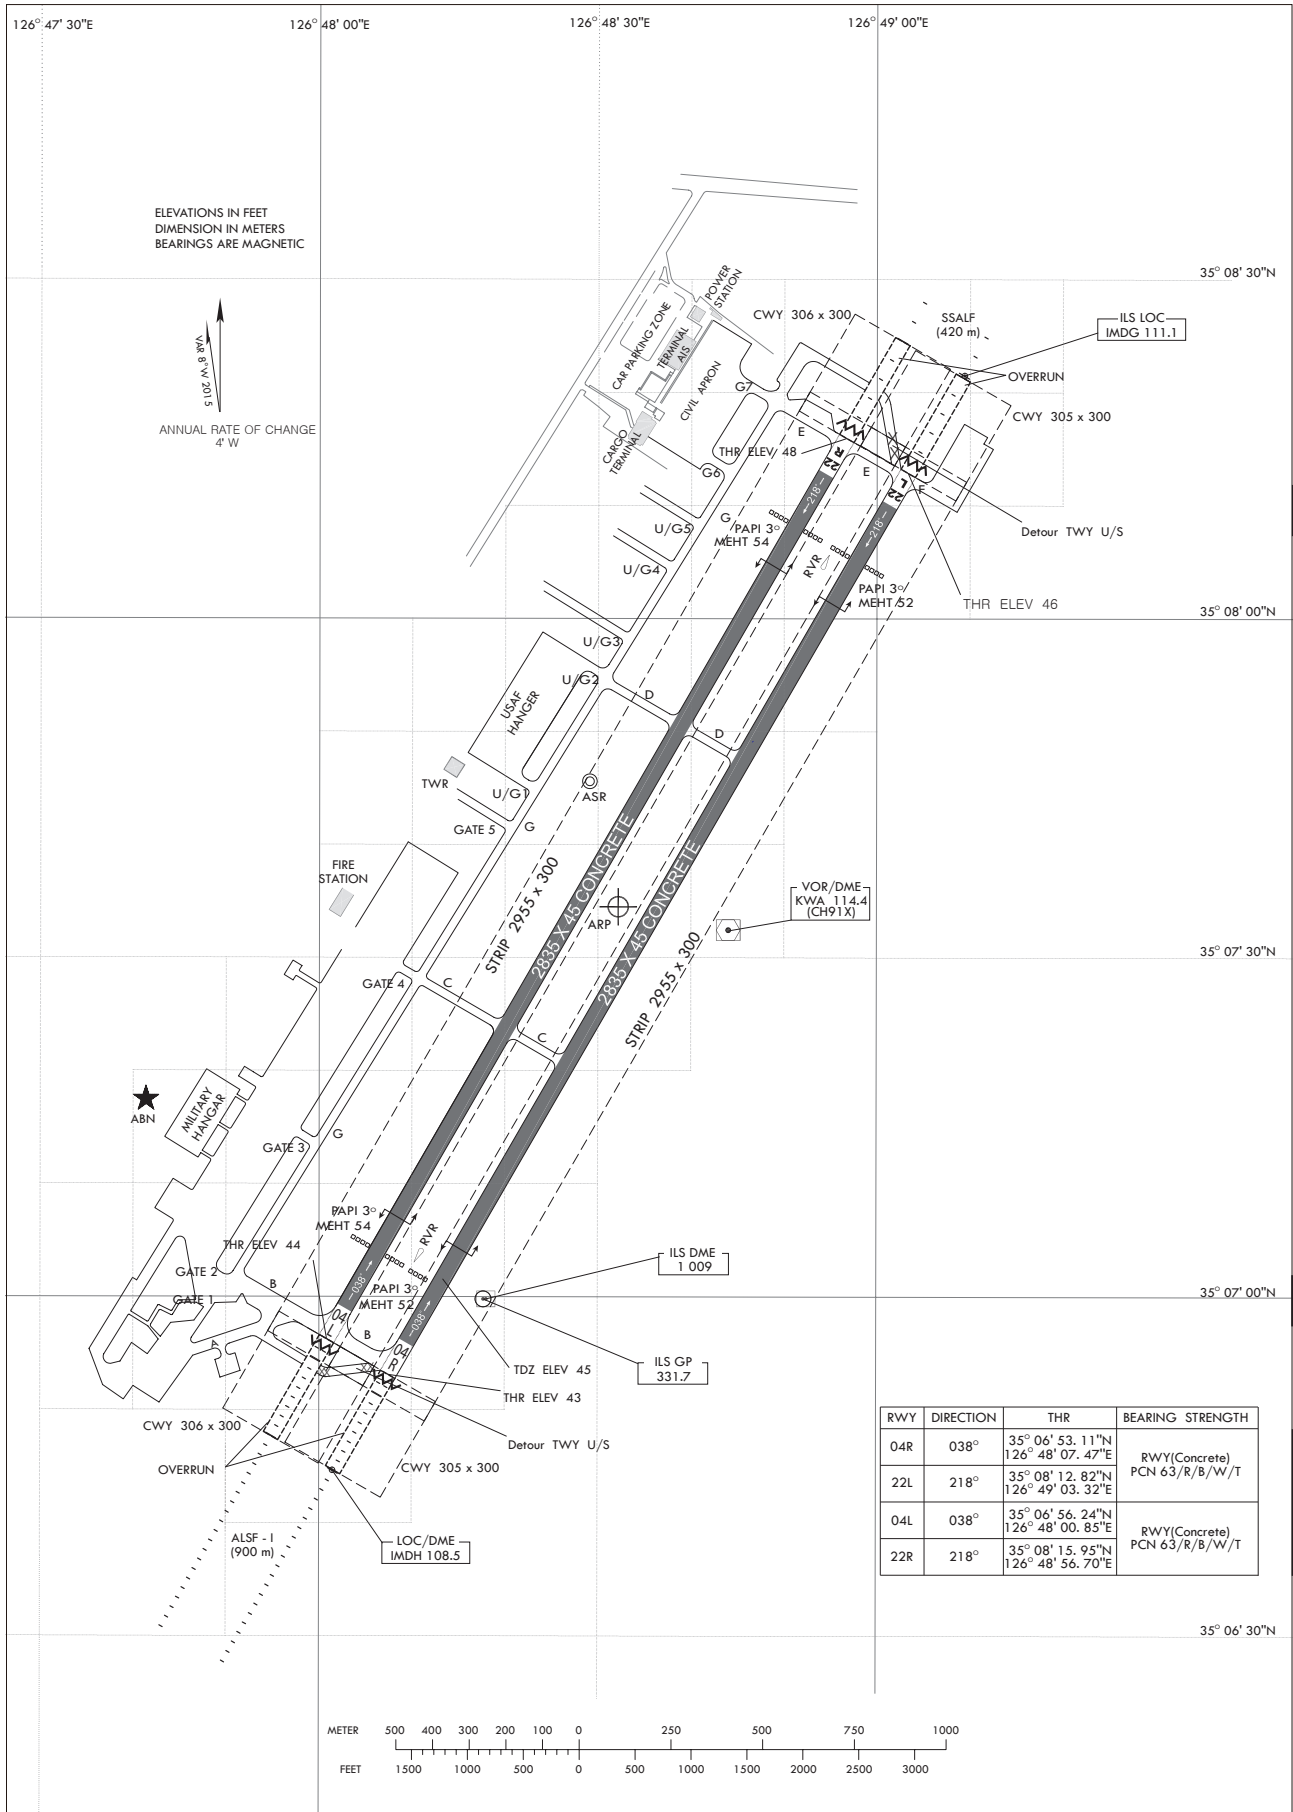 126° 47' 30"E
126° 48' 00"E
126° 48' 30"E
126° 49' 00"E
ELEVATIONS IN FEET
DIMENSION IN METERS
BEARINGS ARE MAGNETIC
VAR 8°W 2015
ANNUAL RATE OF CHANGE
4' W
35° 08' 30"N
POWER
STATION
CAR PARKING ZONE
TERMINAL
AIS
CIVIL APRON
CARGO
TERMINAL
CWY 306 x 300
SSALF
(420 m)
ILS LOC
IMDG 111.1
OVERRUN
CWY 305 x 300
G7
E
THR ELEV 48
22
R
E
22
L
F
G6
G
218°
218°
Detour TWY U/S
U/G5
PAPI 3°
MEHT 54
RVR
U/G4
PAPI 3°
MEHT 52
THR ELEV 46
35° 08' 00"N
U/G3
U/G2
USAF
HANGER
D
D
TWR
U/G1
ASR
GATE 5
G
FIRE
STATION
STRIP 2955 x 300
2835 X 45 CONCRETE
2835 X 45 CONCRETE
ARP
VOR/DME
KWA 114.4
(CH91X)
STRIP 2955 x 300
35° 07' 30"N
GATE 4
C
C
ABN
MILITARY
HANGAR
G
GATE 3
PAPI 3°
MEHT 54
RVR
THR ELEV 44
GATE 2
B
038°
ILS DME
1 009
GATE 1
PAPI 3°
MEHT 52
038°
35° 07' 00"N
A
04
L
B
04
R
TDZ ELEV 45
ILS GP
331.7
THR ELEV 43
CWY 306 x 300
Detour TWY U/S
OVERRUN
CWY 305 x 300
ALSF - I
(900 m)
LOC/DME
IMDH 108.5
RWY DIRECTION THR BEARING STRENGTH
04R 038° 35° 06' 53. 11"N
126° 48' 07. 47"E
RWY(Concrete)
PCN 63/R/B/W/T
22L 218° 35° 08' 12. 82"N
126° 49' 03. 32"E
04L 038° 35° 06' 56. 24"N
126° 48' 00. 85"E
RWY(Concrete)
PCN 63/R/B/W/T
22R 218° 35° 08' 15. 95"N
126° 48' 56. 70"E
35° 06' 30"N
METER 500 400 300 200 100 0 250 500 750 1000
FEET 1500 1000 500 0 500 1000 1500 2000 2500 3000